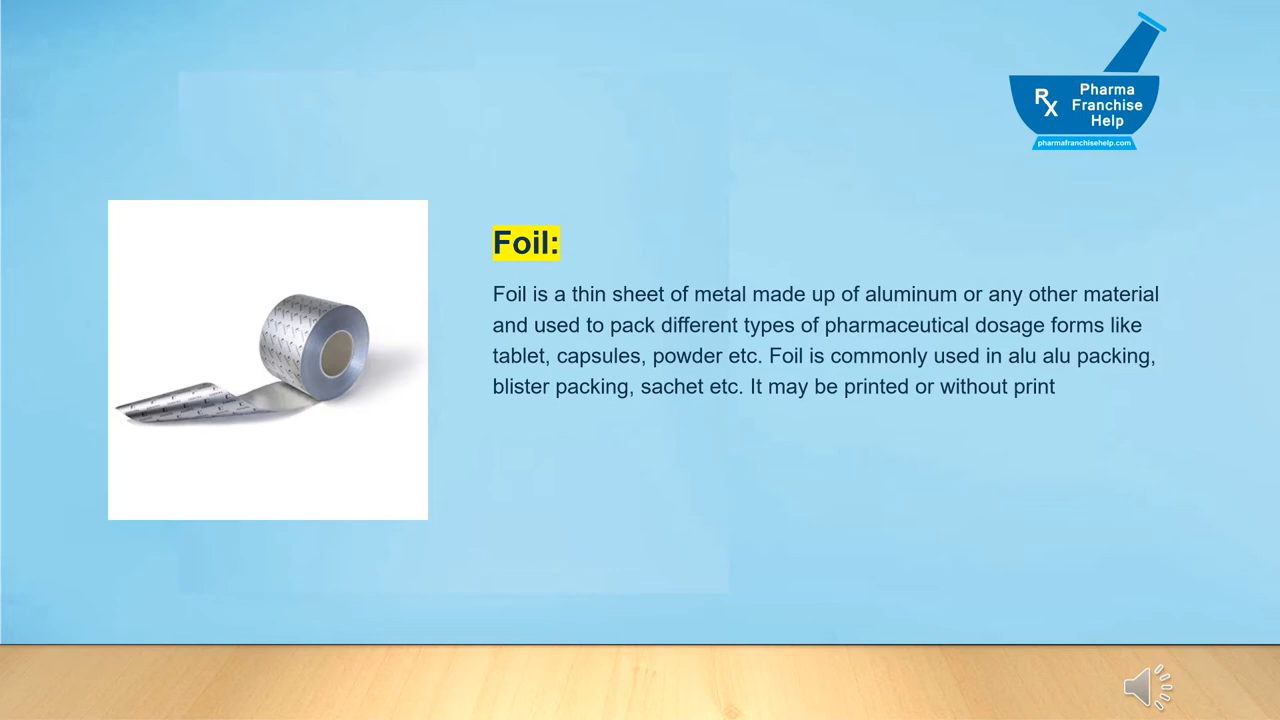 Rx
Pharma
Franchise
Help
pharmafranchisehelp.com
Foil:
Foil is a thin sheet of metal made up of aluminum or any other material
and used to pack different types of pharmaceutical dosage forms like
tablet, capsules, powder etc. Foil is commonly used in alu alu packing,
blister packing, sachet etc. It may be printed or without print